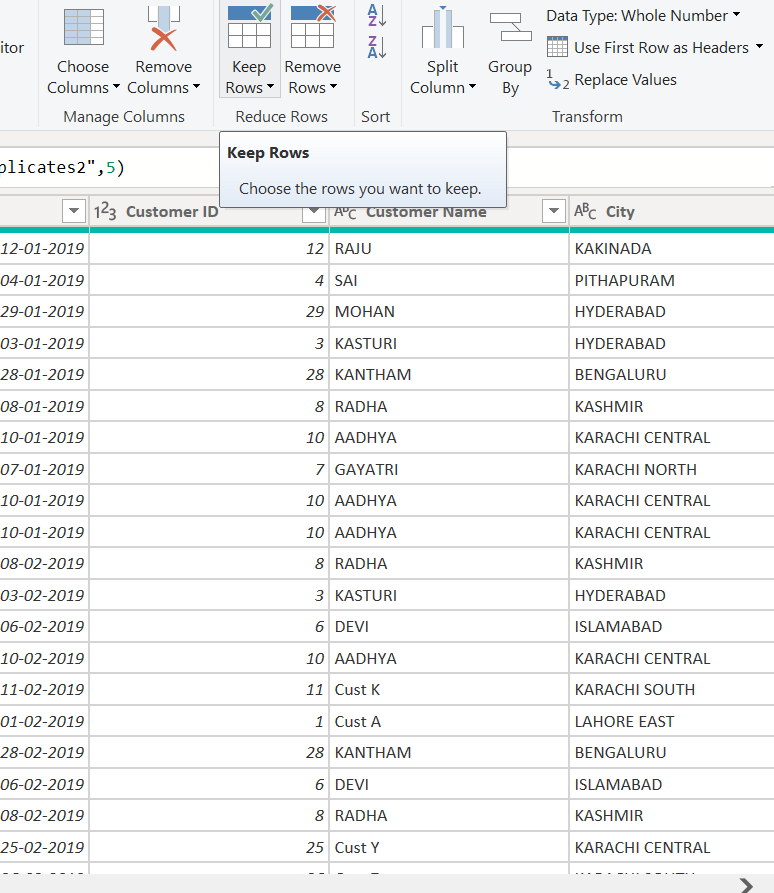 itor
Choose Columns
Remove Columns
Keep Rows
Remove Rows
A Z
Z A
Split Column
Group By
Data Type: Whole Number
Use First Row as Headers
1 2 Replace Values
Manage Columns
Reduce Rows
Sort
Transform
plicates2",5)
Keep Rows
Choose the rows you want to keep.
123 Customer ID
ABC Customer Name
ABC City
12-01-2019 12 RAJU KAKINADA
04-01-2019 4 SAI PITHAPURAM
29-01-2019 29 MOHAN HYDERABAD
03-01-2019 3 KASTURI HYDERABAD
28-01-2019 28 KANTHAM BENGALURU
08-01-2019 8 RADHA KASHMIR
10-01-2019 10 AADHYA KARACHI CENTRAL
07-01-2019 7 GAYATRI KARACHI NORTH
10-01-2019 10 AADHYA KARACHI CENTRAL
10-01-2019 10 AADHYA KARACHI CENTRAL
08-02-2019 8 RADHA KASHMIR
03-02-2019 3 KASTURI HYDERABAD
06-02-2019 6 DEVI ISLAMABAD
10-02-2019 10 AADHYA KARACHI CENTRAL
11-02-2019 11 Cust K KARACHI SOUTH
01-02-2019 1 Cust A LAHORE EAST
28-02-2019 28 KANTHAM BENGALURU
06-02-2019 6 DEVI ISLAMABAD
08-02-2019 8 RADHA KASHMIR
25-02-2019 25 Cust Y KARACHI CENTRAL